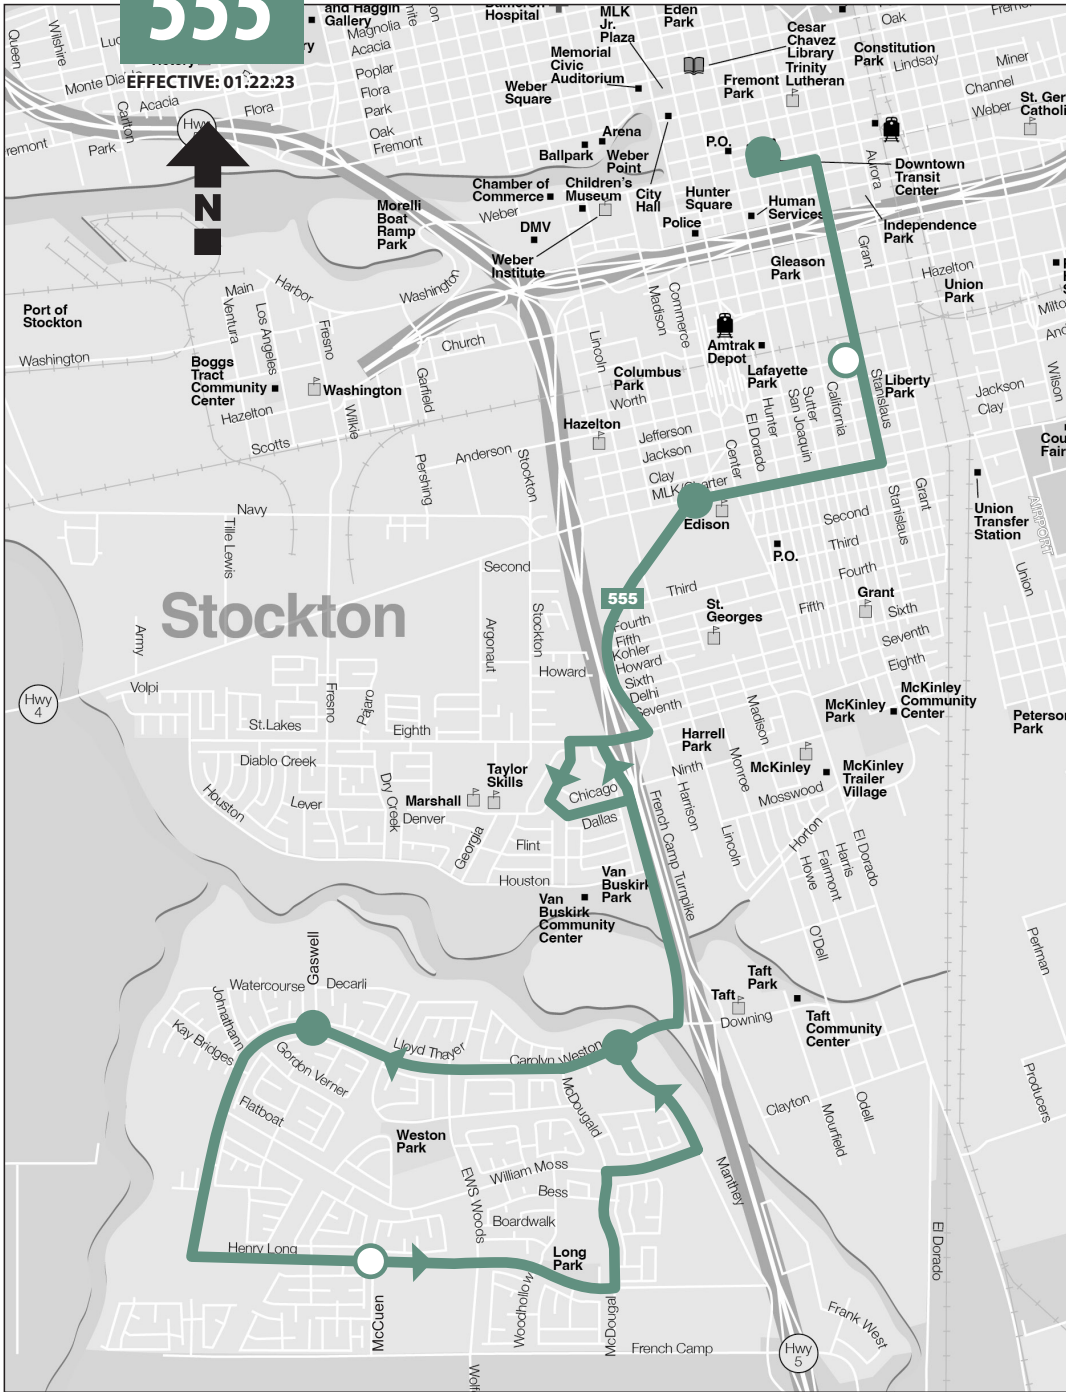 555
EFFECTIVE: 01.22.23
and Haggin
Gallery
Hospital
MLK
Jr.
Plaza
Eden
Park
Cesar
Chavez
Library
Trinity
Lutheran
Constitution
Park
Oak
Lindsay
Miner
Channel
Weber
St. Ger
Catholi
Queen
Wilshire
Magnolia
Acacia
Poplar
Flora
Park
Oak
Fremont
Memorial
Civic
Auditorium
Weber
Square
Fremont
Park
Acacia
Carlton
Flora
Park
Hwy
N
Arena
Ballpark
Weber
Point
P.O.
Aurora
Downtown
Transit
Center
Chamber of
Commerce
Children's
Museum
City
Hall
Hunter
Square
Human
Services
Morelli
Boat
Ramp
Park
Weber
DMV
Police
Independence
Park
Weber
Institute
Gleason
Park
Grant
Hazelton
Union
Park
Washington
Port of
Stockton
Main
Harbor
Ventura
Los Angeles
Fresno
Madison
Commerce
Washington
Church
Lincoln
Amtrak
Depot
Boggs
Tract
Community
Center
Washington
Garfield
Columbus
Park
Lafayette
Park
Liberty
Park
Stanislaus
Jackson
Clay
Wilson
Worth
Hazelton
Wilkie
Hazelton
Hunter
El Dorado
Sutter
San Joaquin
California
Scotts
Anderson
Pershing
Stockton
Jefferson
Jackson
Clay
MLK/Charter
Center
Edison
Navy
Tille Lewis
Second
Stanislaus
Grant
Union
Transfer
Station
AIRPORT
Third
P.O.
Fourth
Union
Second
Stockton
555
Third
St.
Georges
Fifth
Grant
Sixth
Seventh
Eighth
Army
Argonaut
Stockton
Fourth
Fifth
Kohler
Howard
Sixth
Delhi
Seventh
Howard
Hwy
4
Volpi
St.Lakes
Fresno
Pajaro
Eighth
Madison
McKinley
Park
McKinley
Community
Center
Peterson
Park
Harrell
Park
Diablo Creek
Taylor
Skills
Ninth
Monroe
McKinley
McKinley
Trailer
Village
Mosswood
Houston
Lever
Dry Creek
Marshall
Denver
Chicago
Dallas
Georgia
Harrison
French Camp Turnpike
Lincoln
Horton
Howe
Fairmont
Harris
El Dorado
Flint
Houston
Van
Buskirk
Park
Van
Buskirk
Community
Center
O'Dell
Perlman
Gaswell
Watercourse
Decarli
Taft
Park
Taft
Downing
Taft
Community
Center
Johnathann
Kay Bridges
Gordon Verner
Lloyd Thayer
Carolyn Weston
Flatboat
McDougald
Clayton
Mourfield
Odell
Producers
Weston
Park
William Moss
Bess
EWS Woods
Boardwalk
Manthey
Henry Long
Long
Park
El Dorado
McCuen
Woodhollow
McDougal
French Camp
Hwy
5
Frank West